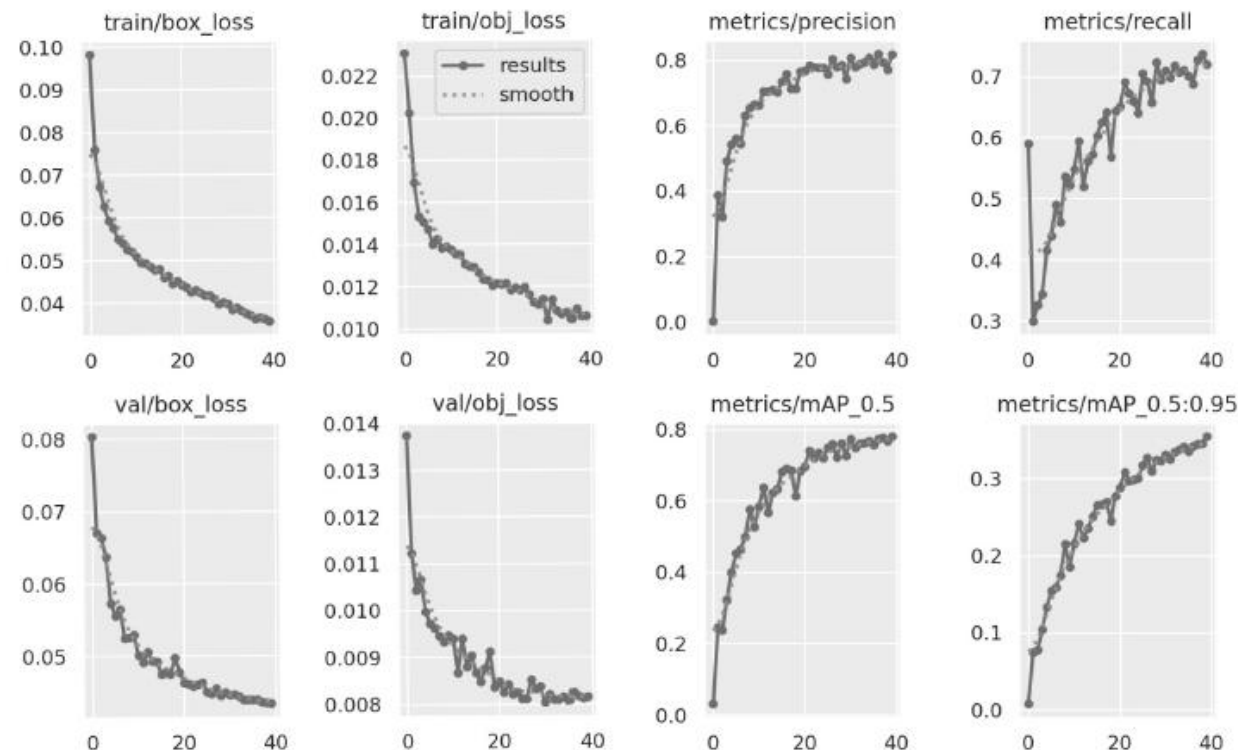 train/box_loss
0.10
0.09
0.08
0.07
0.06
0.05
0.04
0 20 40
train/obj_loss
results
smooth
0.022
0.020
0.018
0.016
0.014
0.012
0.010
0 20 40
metrics/precision
0.8
0.6
0.4
0.2
0.0
0 20 40
metrics/recall
0.7
0.6
0.5
0.4
0.3
0 20 40
val/box_loss
0.08
0.07
0.06
0.05
0 20 40
val/obj_loss
0.014
0.013
0.012
0.011
0.010
0.009
0.008
0 20 40
metrics/mAP_0.5
0.8
0.6
0.4
0.2
0.0
0 20 40
metrics/mAP_0.5:0.95
0.3
0.2
0.1
0.0
0 20 40